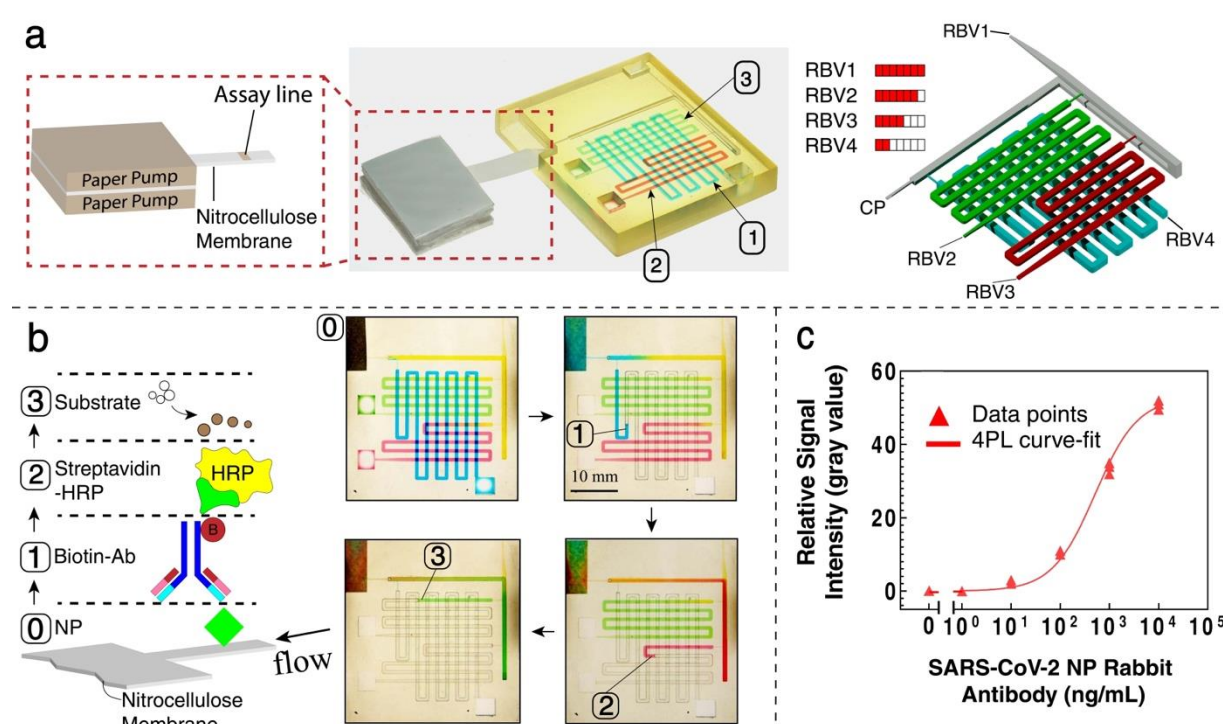 a
Assay line
Paper Pump
Paper Pump
Nitrocellulose
Membrane
3
1
2
RBV1
RBV2
RBV3
RBV4
RBV1
CP
RBV2
RBV3
RBV4
b
3 Substrate
2 Streptavidin
-HRP
HRP
B
1 Biotin-Ab
0 NP
Nitrocellulose
flow
0
1
10 mm
3
2
c
60
40
20
0
Data points
4PL curve-fit
Relative Signal
Intensity (gray value)
0 10⁰ 10¹ 10² 10³ 10⁴ 10⁵
SARS-CoV-2 NP Rabbit
Antibody (ng/mL)